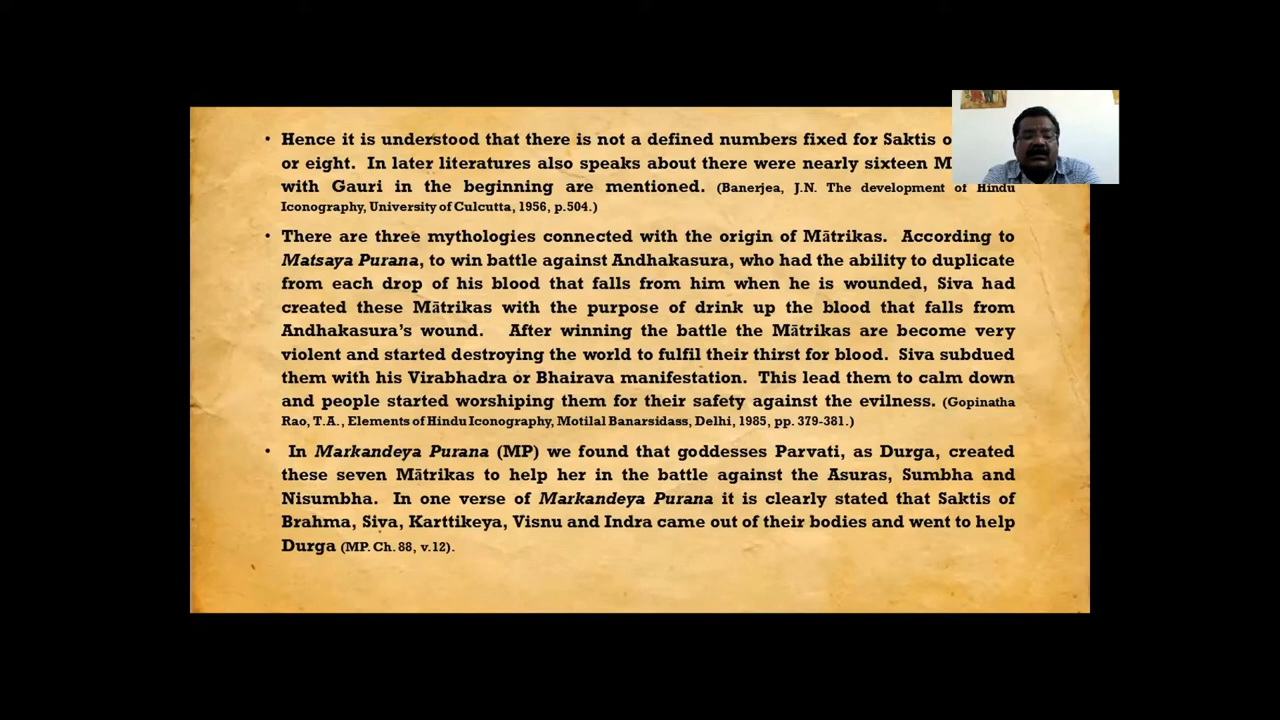 • Hence it is understood that there is not a defined numbers fixed for Saktis
or eight. In later literatures also speaks about there were nearly sixteen
with Gauri in the beginning are mentioned. (Banerjea, J.N. The development of Hindu
Iconography, University of Culcutta, 1956, p.504.)
• There are three mythologies connected with the origin of Mātrikas. According to
Matsaya Purana, to win battle against Andhakasura, who had the ability to duplicate
from each drop of his blood that falls from him when he is wounded, Siva had
created these Mātrikas with the purpose of drink up the blood that falls from
Andhakasura’s wound. After winning the battle the Mātrikas are become very
violent and started destroying the world to fulfil their thirst for blood. Siva subdued
them with his Virabhadra or Bhairava manifestation. This lead them to calm down
and people started worshiping them for their safety against the evilness. (Gopinatha
Rao, T.A., Elements of Hindu Iconography, Motilal Banarsidass, Delhi, 1985, pp. 379-381.)
• In Markandeya Purana (MP) we found that goddesses Parvati, as Durga, created
these seven Mātrikas to help her in the battle against the Asuras, Sumbha and
Nisumbha. In one verse of Markandeya Purana it is clearly stated that Saktis of
Brahma, Siva, Karttikeya, Visnu and Indra came out of their bodies and went to help
Durga (MP. Ch. 88, v.12).